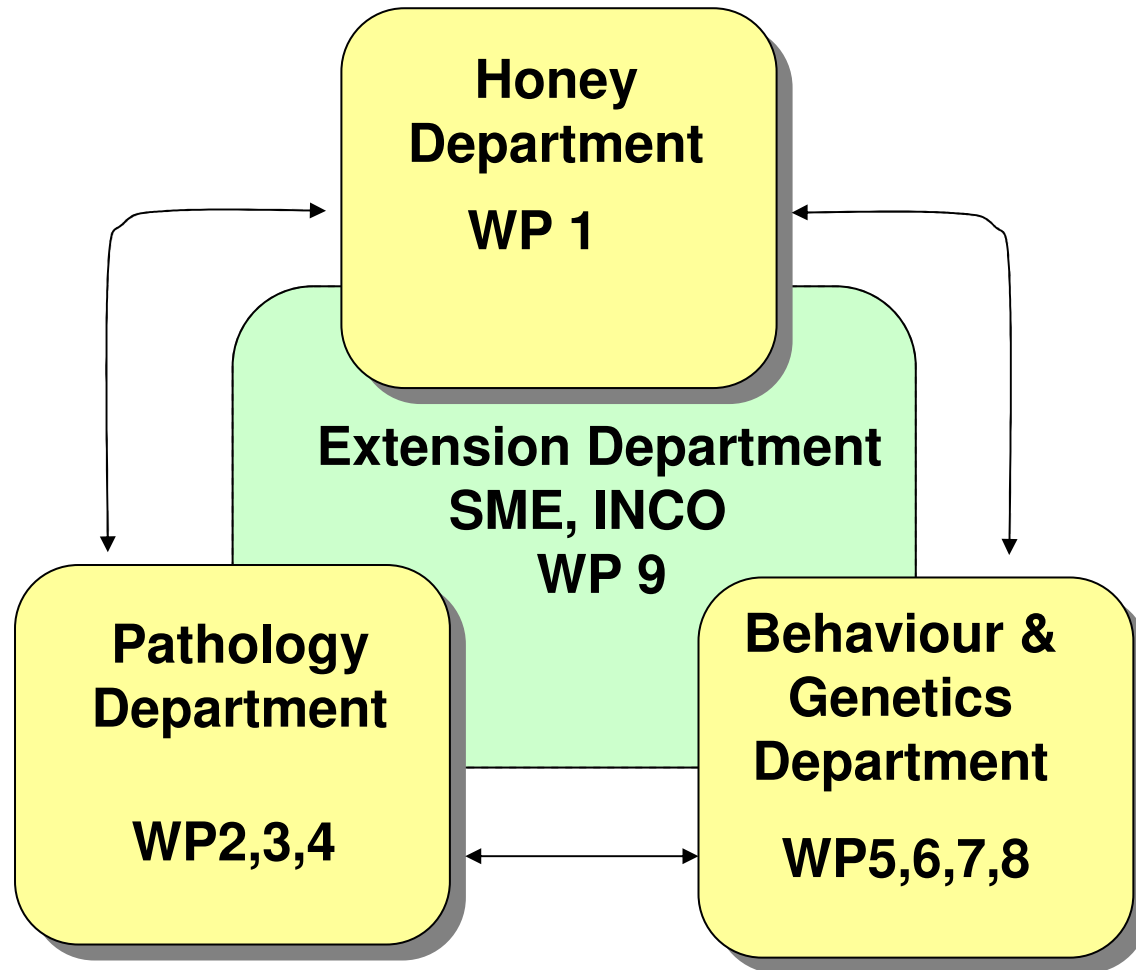 Honey
Department
WP 1
Extension Department
SME, INCO
WP 9
Pathology
Department
WP2,3,4
Behaviour &
Genetics
Department
WP5,6,7,8